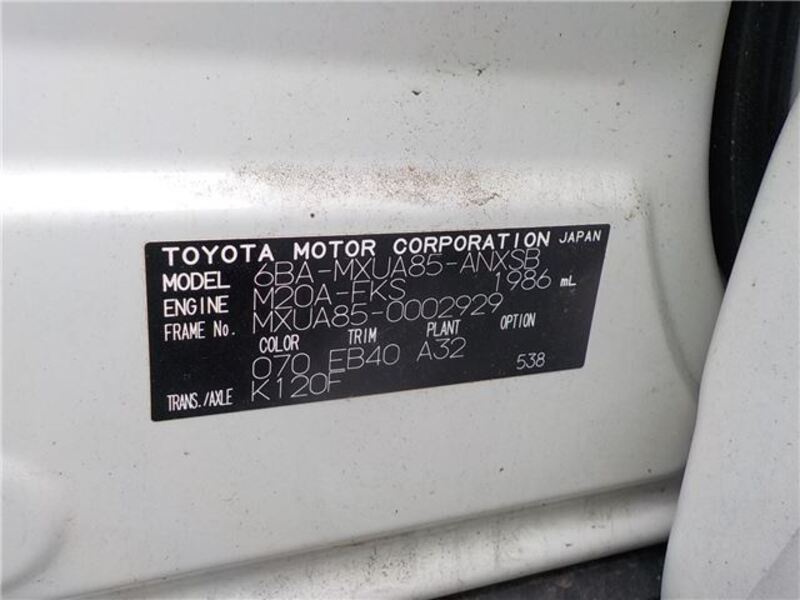 TOYOTA MOTOR CORPORATION JAPAN
MODEL 6BA-MXUA85-ANXSB
ENGINE M20A-FKS 1986 mL
FRAME No. MXUA85-0002929
COLOR TRIM PLANT OPTION
070 EB40 A32 538
TRANS./AXLE K120F